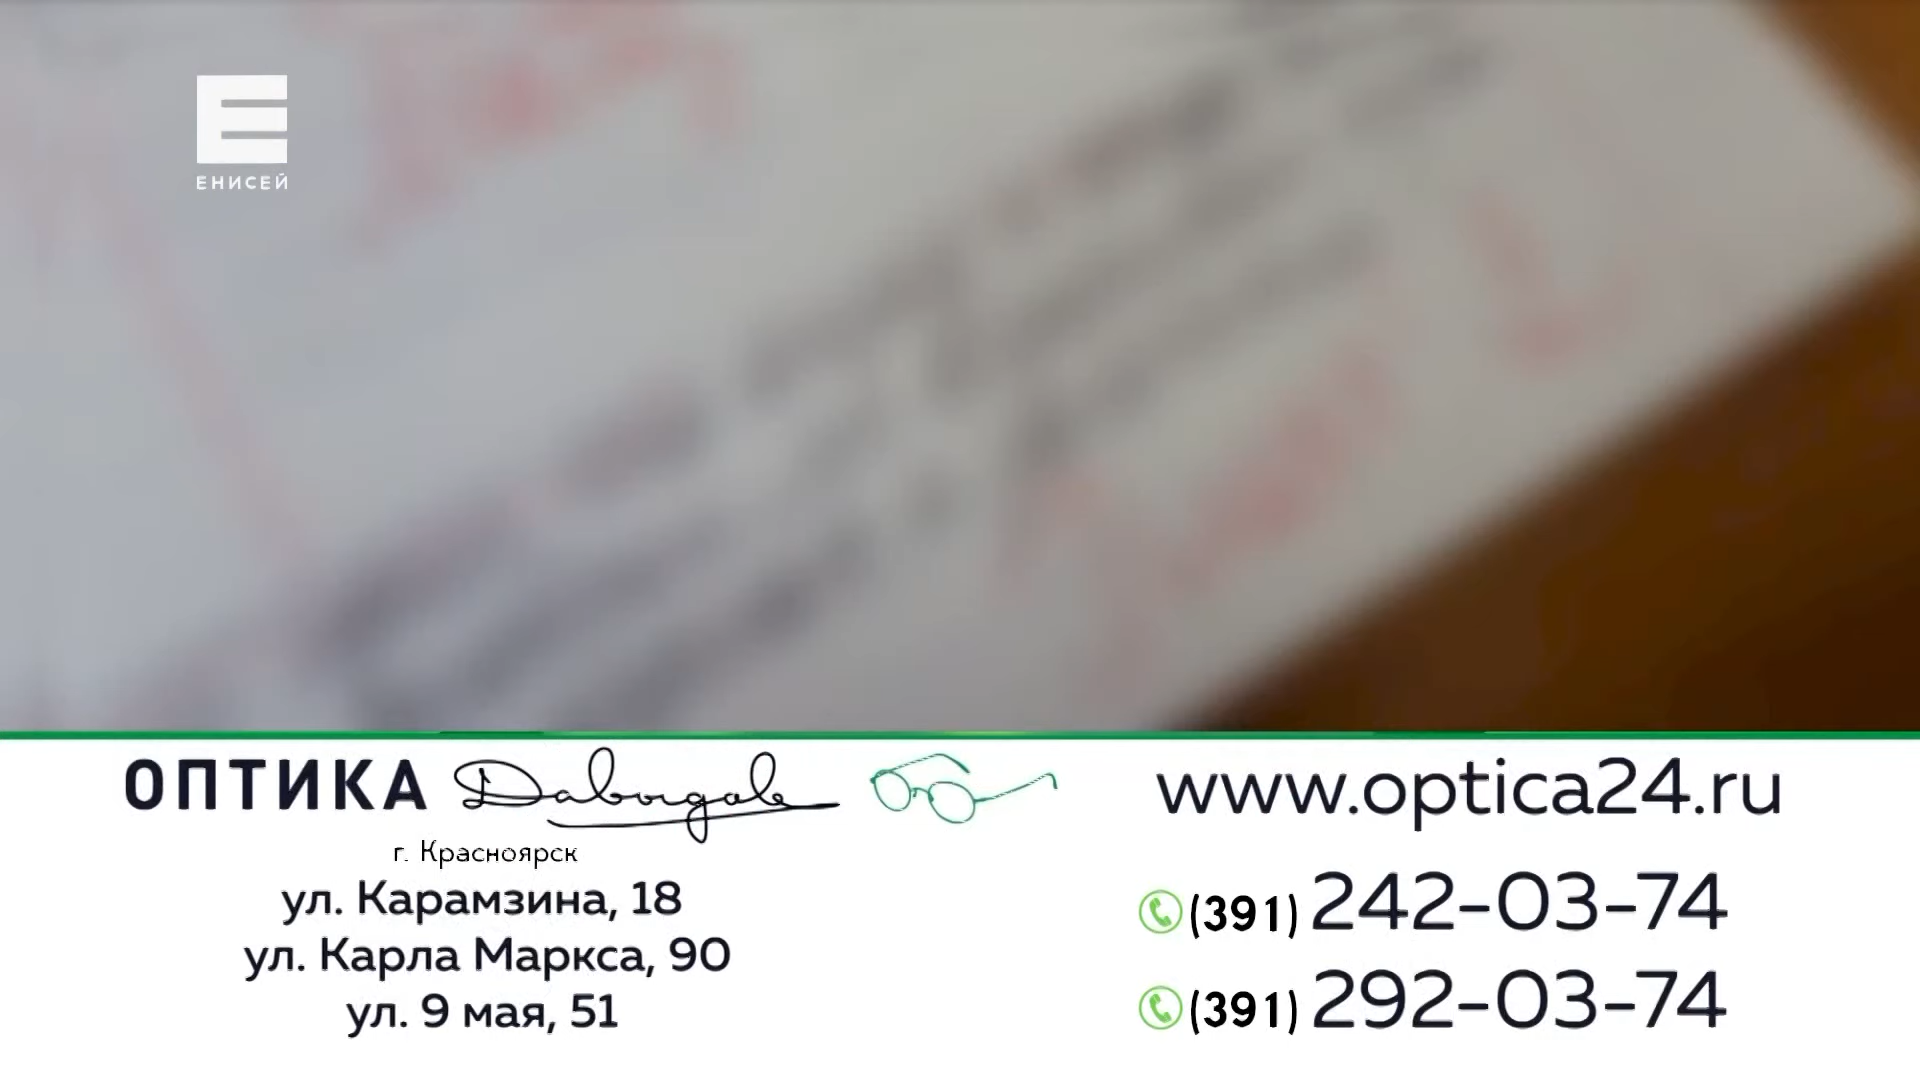 ЕНИСЕЙ
ОПТИКА
www.optica24.ru
г. Красноярск
ул. Карамзина, 18
ул. Карла Маркса, 90
ул. 9 мая, 51
(391) 242-03-74
(391) 292-03-74